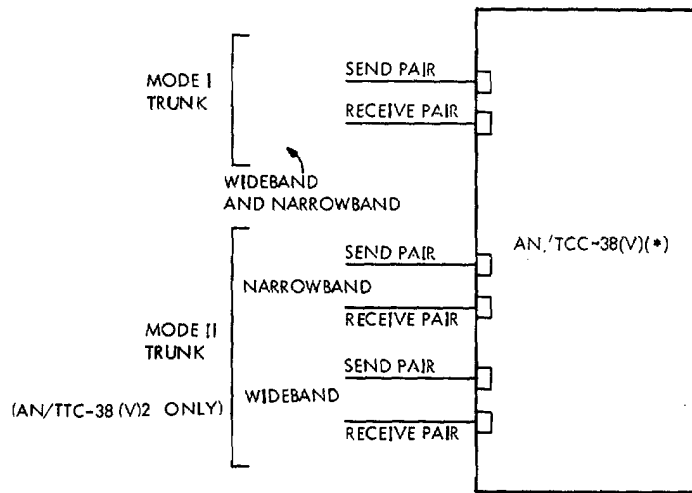 SEND PAIR
MODE I
TRUNK
RECEIVE PAIR
WIDEBAND
AND NARROWBAND
AN/TCC-38(V)(*)
SEND PAIR
NARROWBAND
RECEIVE PAIR
MODE II
TRUNK
SEND PAIR
WIDEBAND
(AN/TTC-38 (V)2 ONLY)
RECEIVE PAIR